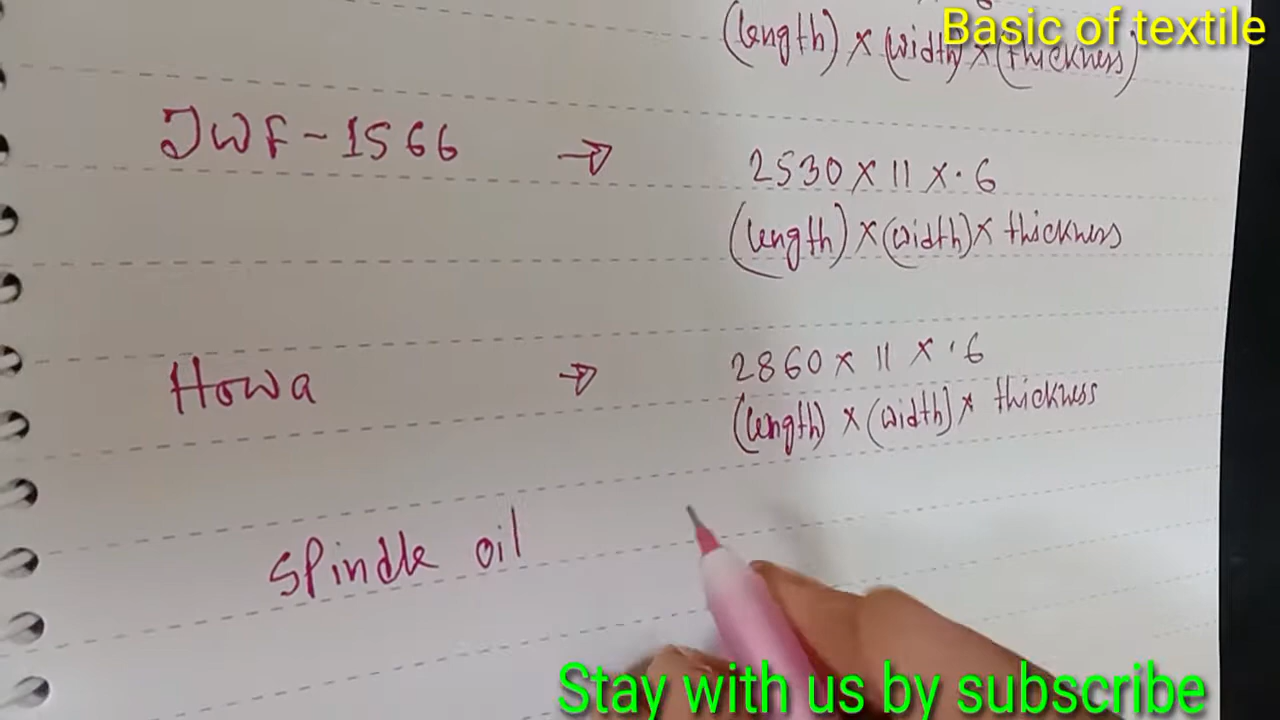 Basic of textile
(length) × (width) × (thickness)
JWF-1566 → 2530 × 11 × .6
(length) × (width) × thickness
Howa → 2860 × 11 × .6
(length) × (width) × thickness
Spindle oil
Stay with us by subscribe